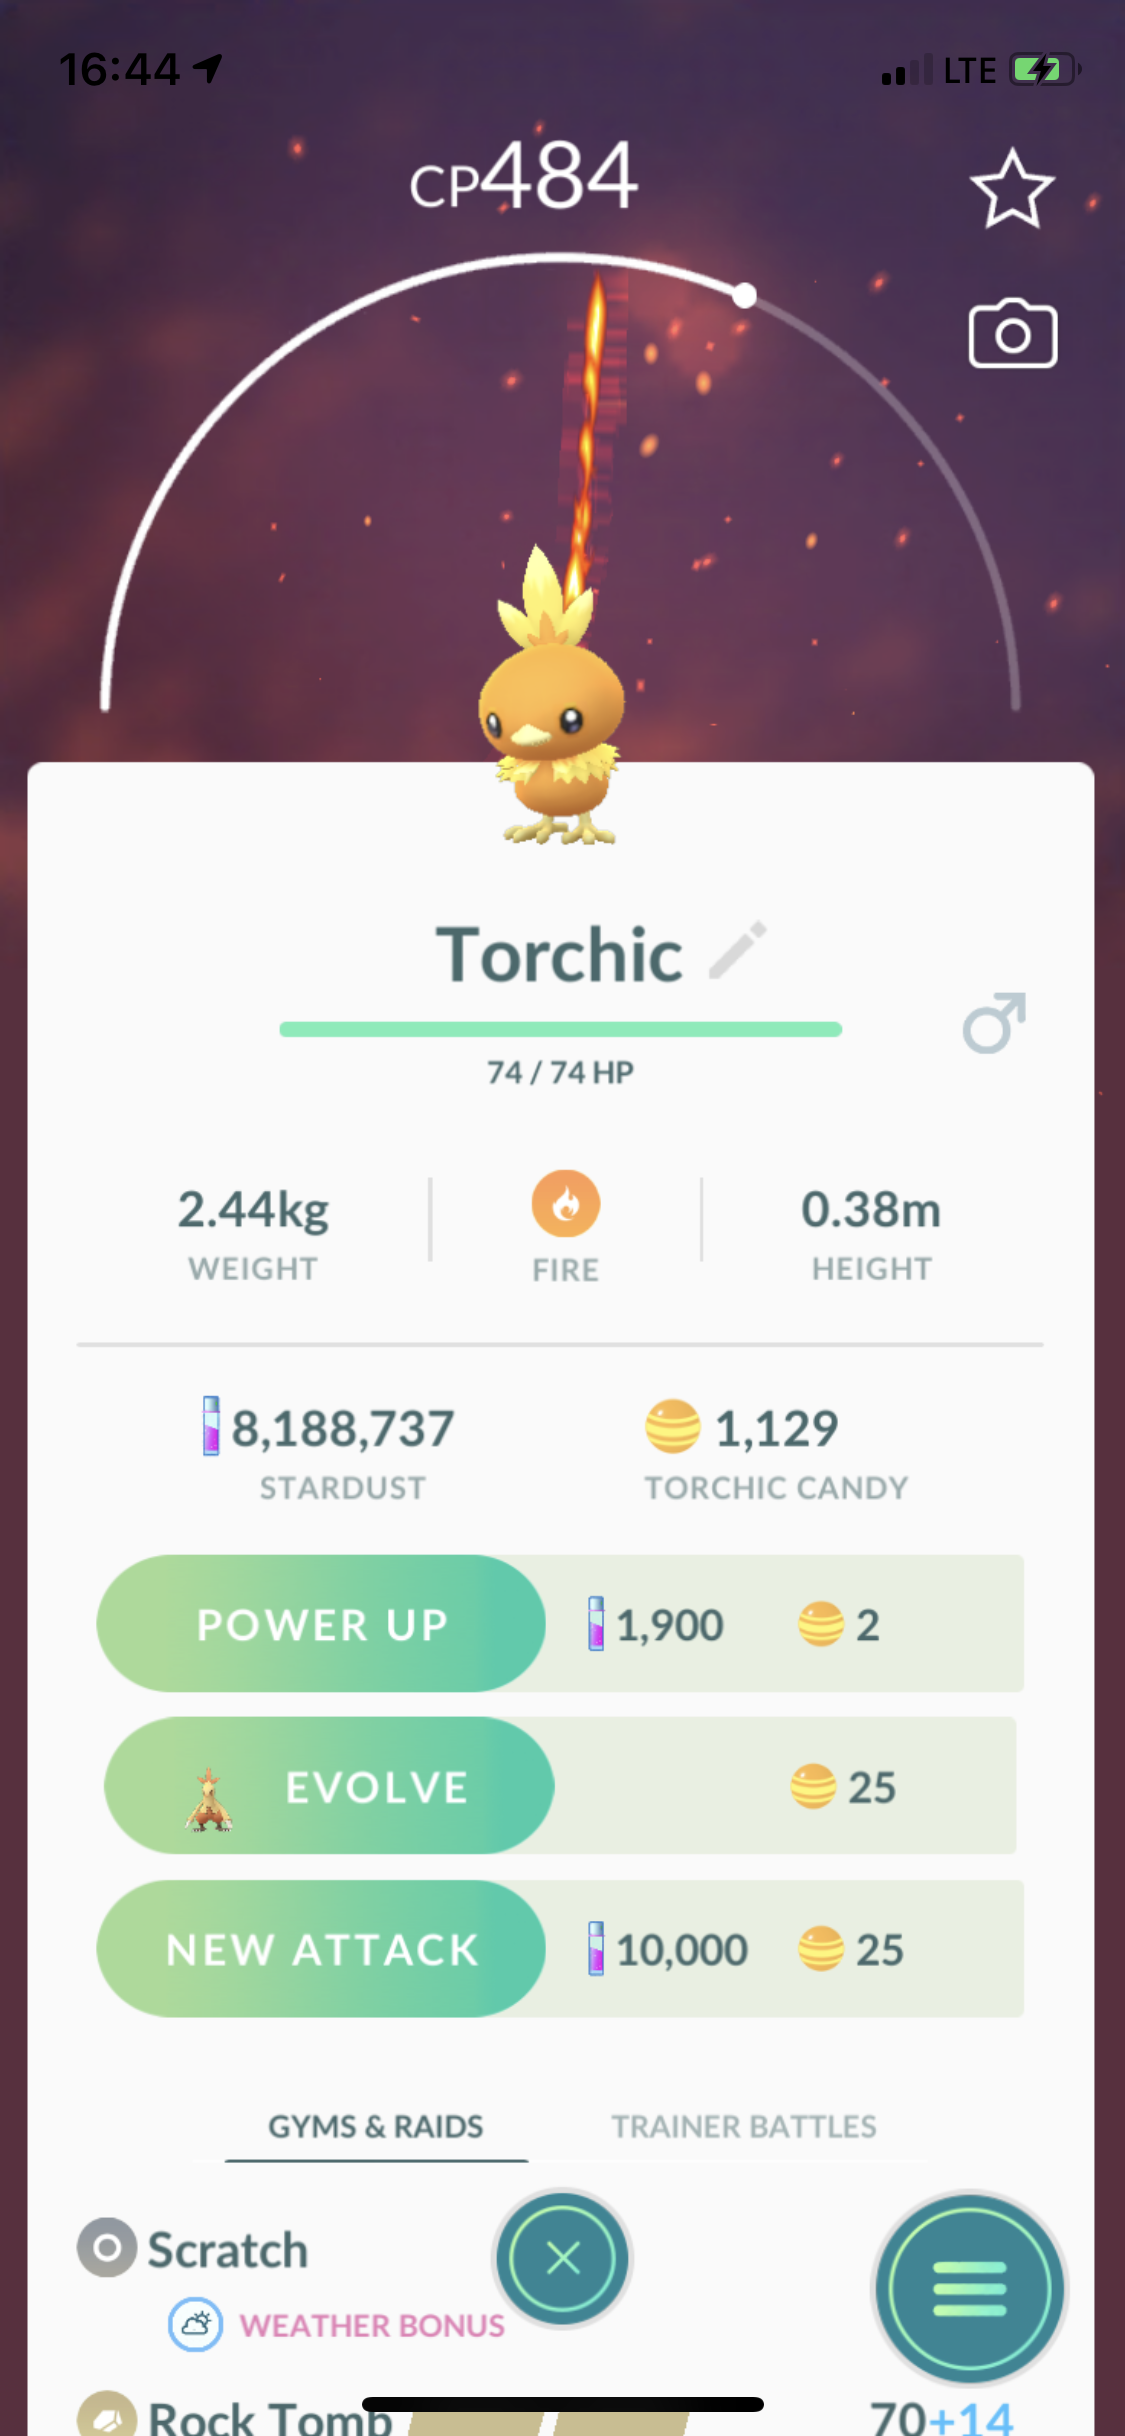 16:44 LTE
CP484
Torchic
74 / 74 HP
2.44kg
WEIGHT
FIRE
0.38m
HEIGHT
8,188,737
STARDUST
1,129
TORCHIC CANDY
POWER UP 1,900 2
EVOLVE 25
NEW ATTACK 10,000 25
GYMS & RAIDS TRAINER BATTLES
Scratch
WEATHER BONUS
Rock Tomb 70+14